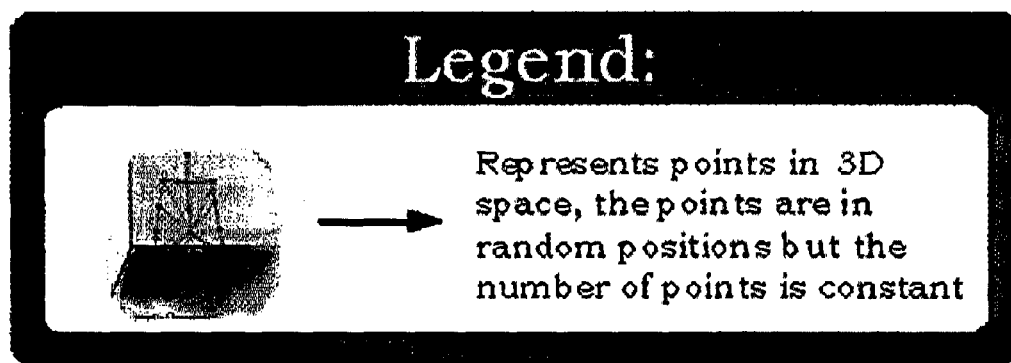 Legend:
Represents points in 3D
space, the points are in
random positions but the
number of points is constant